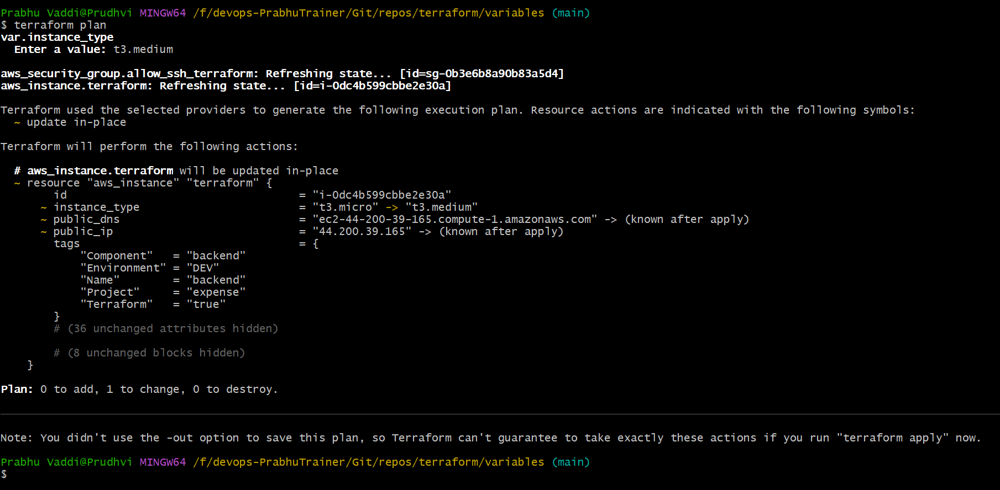 Prabhu Vaddi@Prudhvi MINGW64 /f/devops-PrabhuTrainer/Git/repos/terraform/variables (main)
$ terraform plan
var.instance_type
  Enter a value: t3.medium

aws_security_group.allow_ssh_terraform: Refreshing state... [id=sg-0b3e6b8a90b83a5d4]
aws_instance.terraform: Refreshing state... [id=i-0dc4b599cbbe2e30a]

Terraform used the selected providers to generate the following execution plan. Resource actions are indicated with the following symbols:
  ~ update in-place

Terraform will perform the following actions:

  # aws_instance.terraform will be updated in-place
  ~ resource "aws_instance" "terraform" {
        id                                   = "i-0dc4b599cbbe2e30a"
      ~ instance_type                        = "t3.micro" -> "t3.medium"
      ~ public_dns                           = "ec2-44-200-39-165.compute-1.amazonaws.com" -> (known after apply)
      ~ public_ip                            = "44.200.39.165" -> (known after apply)
        tags                                 = {
            "Component"   = "backend"
            "Environment" = "DEV"
            "Name"        = "backend"
            "Project"     = "expense"
            "Terraform"   = "true"
        }
        # (36 unchanged attributes hidden)

        # (8 unchanged blocks hidden)
    }

Plan: 0 to add, 1 to change, 0 to destroy.

Note: You didn't use the -out option to save this plan, so Terraform can't guarantee to take exactly these actions if you run "terraform apply" now.

Prabhu Vaddi@Prudhvi MINGW64 /f/devops-PrabhuTrainer/Git/repos/terraform/variables (main)
$